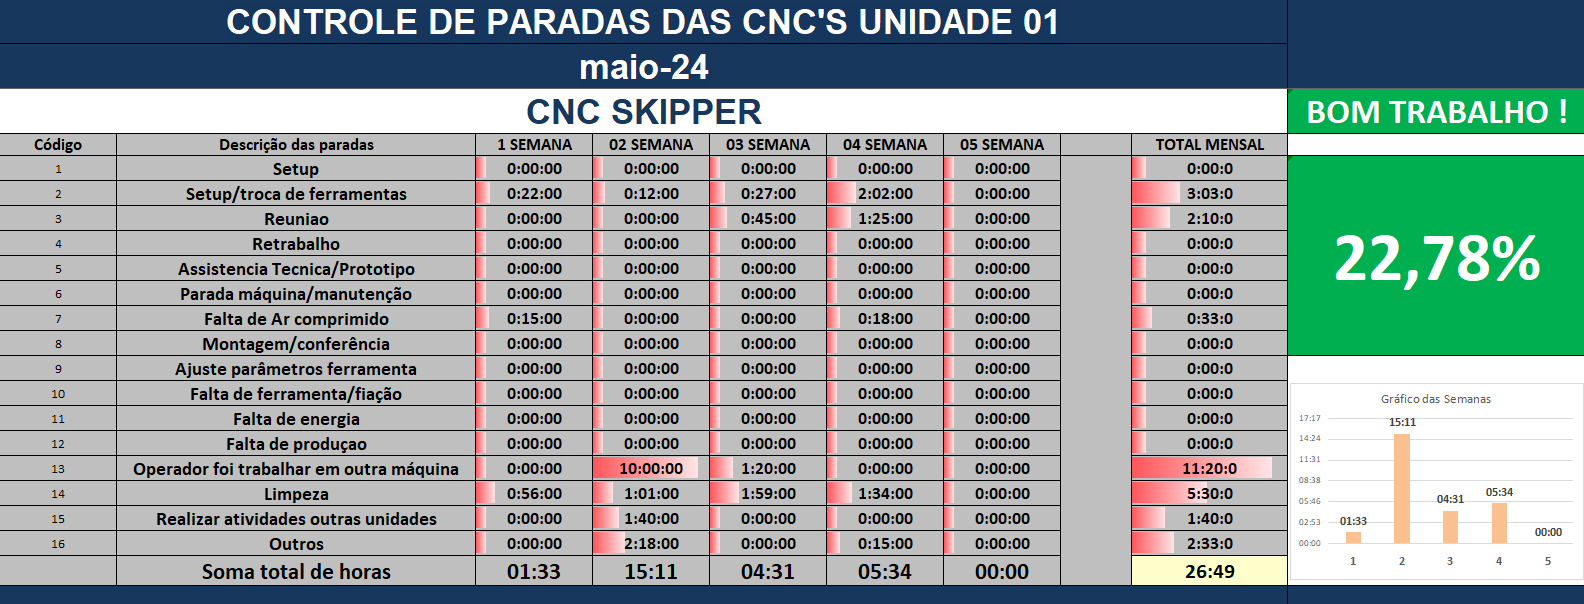 CONTROLE DE PARADAS DAS CNC'S UNIDADE 01
maio-24
CNC SKIPPER
BOM TRABALHO !
Código Descrição das paradas 1 SEMANA 02 SEMANA 03 SEMANA 04 SEMANA 05 SEMANA TOTAL MENSAL
1 Setup 0:00:00 0:00:00 0:00:00 0:00:00 0:00:00 0:00:0
2 Setup/troca de ferramentas 0:22:00 0:12:00 0:27:00 2:02:00 0:00:00 3:03:0
3 Reuniao 0:00:00 0:00:00 0:45:00 1:25:00 0:00:00 2:10:0
4 Retrabalho 0:00:00 0:00:00 0:00:00 0:00:00 0:00:00 0:00:0
5 Assistencia Tecnica/Prototipo 0:00:00 0:00:00 0:00:00 0:00:00 0:00:00 0:00:0
6 Parada máquina/manutenção 0:00:00 0:00:00 0:00:00 0:00:00 0:00:00 0:00:0
7 Falta de Ar comprimido 0:15:00 0:00:00 0:00:00 0:18:00 0:00:00 0:33:0
8 Montagem/conferência 0:00:00 0:00:00 0:00:00 0:00:00 0:00:00 0:00:0
9 Ajuste parâmetros ferramenta 0:00:00 0:00:00 0:00:00 0:00:00 0:00:00 0:00:0
10 Falta de ferramenta/fiação 0:00:00 0:00:00 0:00:00 0:00:00 0:00:00 0:00:0
11 Falta de energia 0:00:00 0:00:00 0:00:00 0:00:00 0:00:00 0:00:0
12 Falta de produçao 0:00:00 0:00:00 0:00:00 0:00:00 0:00:00 0:00:0
13 Operador foi trabalhar em outra máquina 0:00:00 10:00:00 1:20:00 0:00:00 0:00:00 11:20:0
14 Limpeza 0:56:00 1:01:00 1:59:00 1:34:00 0:00:00 5:30:0
15 Realizar atividades outras unidades 0:00:00 1:40:00 0:00:00 0:00:00 0:00:00 1:40:0
16 Outros 0:00:00 2:18:00 0:00:00 0:15:00 0:00:00 2:33:0
Soma total de horas 01:33 15:11 04:31 05:34 00:00 26:49
22,78%
Gráfico das Semanas
17:17
14:24
11:31
08:38
05:46
02:53
00:00
01:33 15:11 04:31 05:34 00:00
1 2 3 4 5